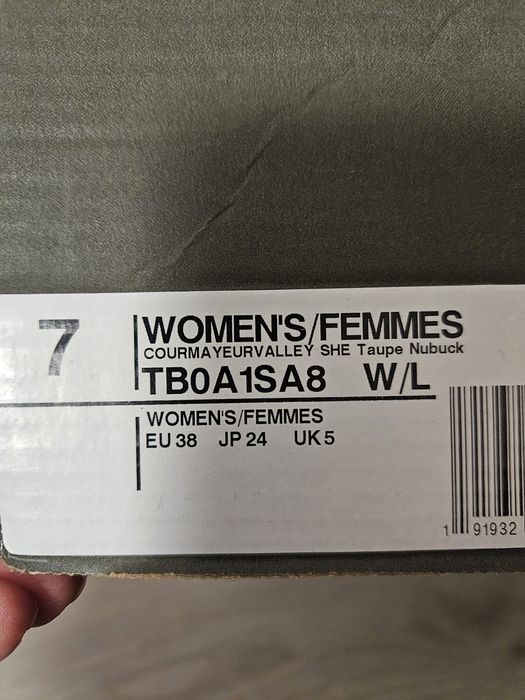 7
WOMEN'S/FEMMES
COURMAYEURVALLEY SHE Taupe Nubuck
TB0A1SA8 W/L
WOMEN'S/FEMMES
EU 38 JP 24 UK 5
1 91932